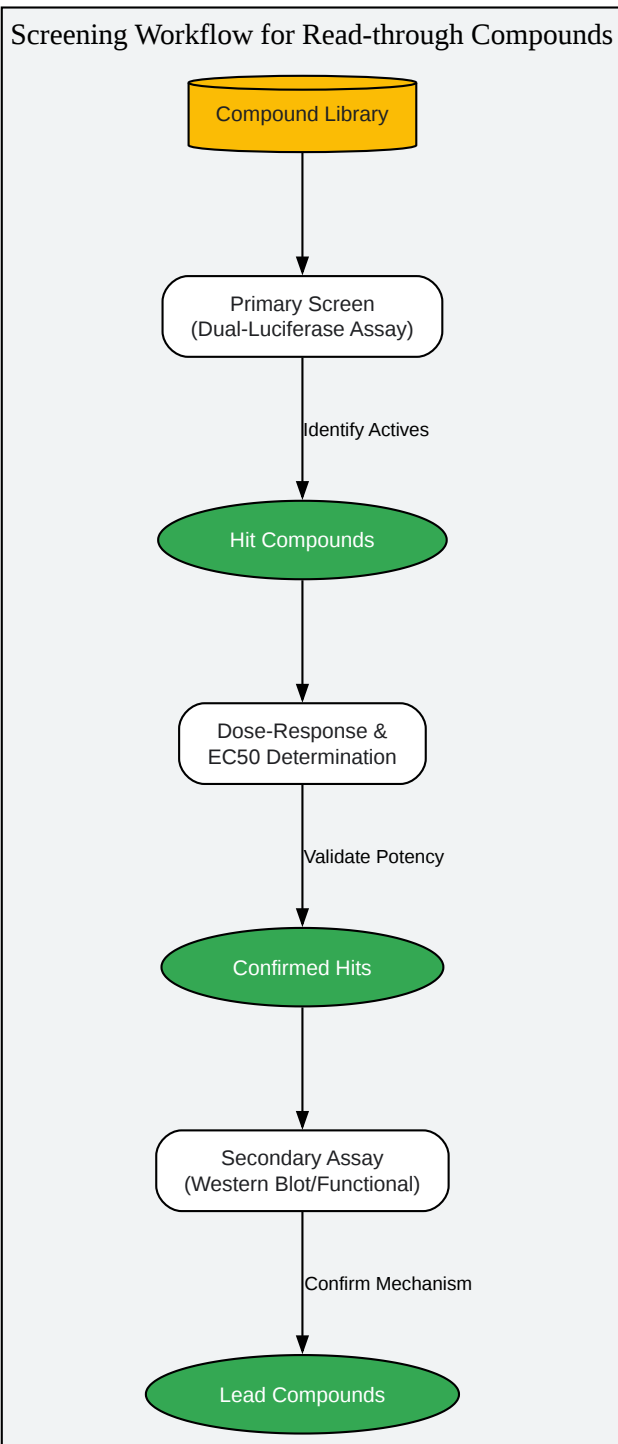 Screening Workflow for Read-through Compounds
Compound Library
Primary Screen
(Dual-Luciferase Assay)
Identify Actives
Hit Compounds
Dose-Response &
EC50 Determination
Validate Potency
Confirmed Hits
Secondary Assay
(Western Blot/Functional)
Confirm Mechanism
Lead Compounds